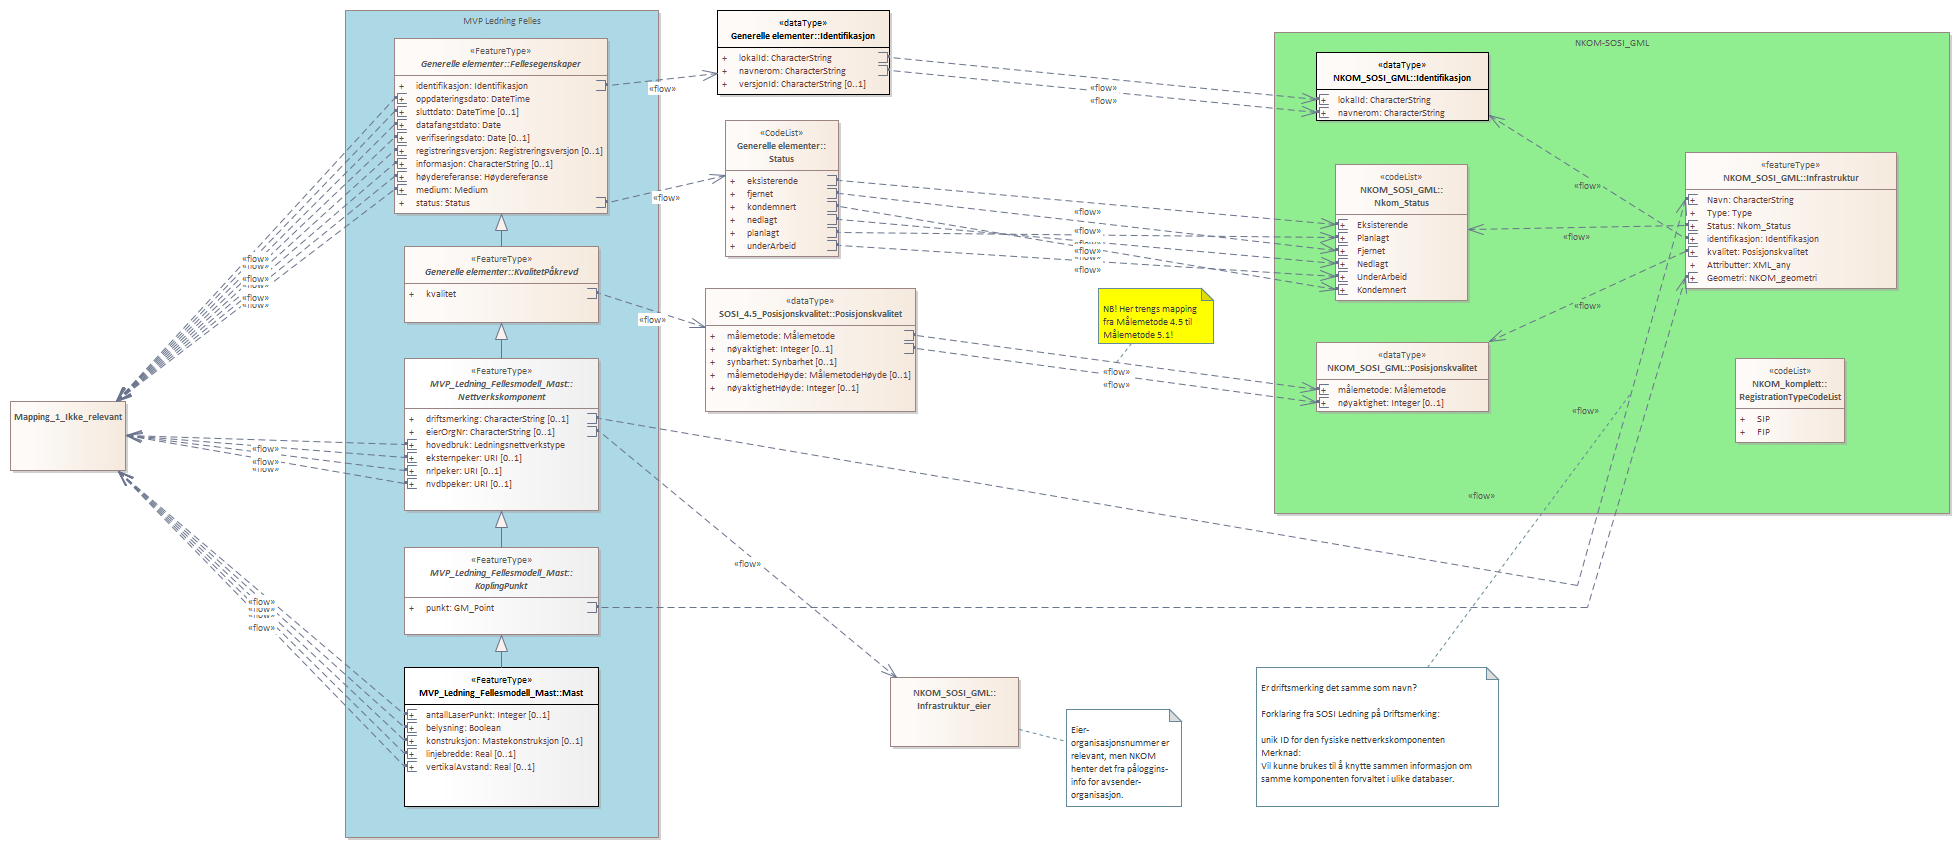 MVP Ledning Felles
«FeatureType»
Generelle elementer::Fellesegenskaper
+ identifikasjon: Identifikasjon
+ oppdateringsdato: DateTime
+ sluttdato: DateTime [0..1]
+ datafangstdato: Date
+ verifiseringsdato: Date [0..1]
+ registreringsversjon: Registreringsversjon [0..1]
+ informasjon: CharacterString [0..1]
+ høydereferanse: Høydereferanse
+ medium: Medium
+ status: Status
«FeatureType»
Generelle elementer::KvalitetPåkrevd
+ kvalitet
«FeatureType»
MVP_Ledning_Fellesmodell_Mast::
Nettverkskomponent
+ driftsmerking: CharacterString [0..1]
+ eierOrgNr: CharacterString [0..1]
+ hovedbruk: Ledningsnettverkstype
+ eksternpeker: URI [0..1]
+ nrlpeker: URI [0..1]
+ nvdbpeker: URI [0..1]
«FeatureType»
MVP_Ledning_Fellesmodell_Mast::
KoplingPunkt
+ punkt: GM_Point
«FeatureType»
MVP_Ledning_Fellesmodell_Mast::Mast
+ antallLaserPunkt: Integer [0..1]
+ belysning: Boolean
+ konstruksjon: Mastekonstruksjon [0..1]
+ linjebredde: Real [0..1]
+ vertikalAvstand: Real [0..1]
Mapping_1_Ikke_relevant
«flow»
«flow»
«flow»
«flow»
«flow»
«flow»
«flow»
«flow»
«flow»
«flow»
«flow»
«flow»
«flow»
«dataType»
Generelle elementer::Identifikasjon
+ lokalId: CharacterString
+ navnerom: CharacterString
+ versjonId: CharacterString [0..1]
«flow»
«CodeList»
Generelle elementer::
Status
+ eksisterende
+ fjernet
+ kondemnert
+ nedlagt
+ planlagt
+ underArbeid
«flow»
«dataType»
SOSI_4.5_Posisjonskvalitet::Posisjonskvalitet
+ målemetode: Målemetode
+ nøyaktighet: Integer [0..1]
+ synbarhet: Synbarhet [0..1]
+ målemetodeHøyde: MålemetodeHøyde [0..1]
+ nøyaktighetHøyde: Integer [0..1]
«flow»
«flow»
«flow»
«flow»
«flow»
«flow»
«flow»
«flow»
«flow»
«flow»
NB! Her trengs mapping
fra Målemetode 4.5 til
Målemetode 5.1!
«flow»
«flow»
«flow»
NKOM_SOSI_GML::
Infrastruktur_eier
Eier-
organisasjonsnummer er
relevant, men NKOM
henter det fra påloggins-
info for avsender-
organisasjon.
NKOM-SOSI_GML
«dataType»
NKOM_SOSI_GML::Identifikasjon
+ lokalId: CharacterString
+ navnerom: CharacterString
«codeList»
NKOM_SOSI_GML::
Nkom_Status
+ Eksisterende
+ Planlagt
+ Fjernet
+ Nedlagt
+ UnderArbeid
+ Kondemnert
«dataType»
NKOM_SOSI_GML::Posisjonskvalitet
+ målemetode: Målemetode
+ nøyaktighet: Integer [0..1]
«featureType»
NKOM_SOSI_GML::Infrastruktur
+ Navn: CharacterString
+ Type: Type
+ Status: Nkom_Status
+ identifikasjon: Identifikasjon
+ kvalitet: Posisjonskvalitet
+ Attributter: XML_any
+ Geometri: NKOM_geometri
«flow»
«flow»
«flow»
«flow»
«flow»
«codeList»
NKOM_komplett::
RegistrationTypeCodeList
+ SIP
+ FIP
Er driftsmerking det samme som navn?
Forklaring fra SOSI Ledning på Driftsmerking:
unik ID for den fysiske nettverkskomponenten
Merknad:
Vil kunne brukes til å knytte sammen informasjon om
samme komponenten forvaltet i ulike databaser.